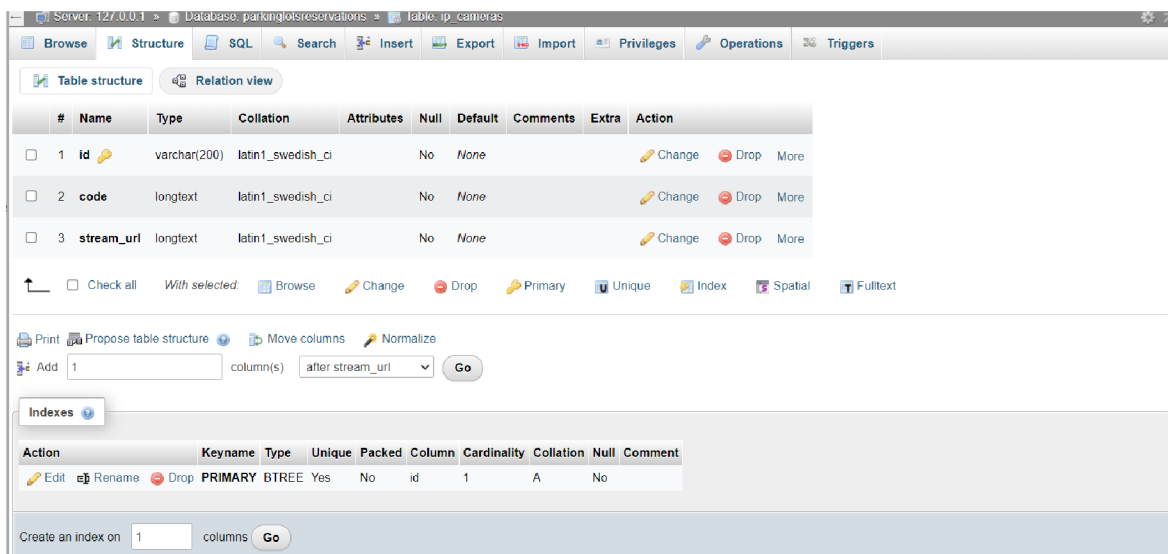 Server: 127.0.0.1 » Database: parkinglotsreservations » Table: ip_cameras
Browse Structure SQL Search Insert Export Import Privileges Operations Triggers
Table structure Relation view
# Name Type Collation Attributes Null Default Comments Extra Action
1 id varchar(200) latin1_swedish_ci No None Change Drop More
2 code longtext latin1_swedish_ci No None Change Drop More
3 stream_url longtext latin1_swedish_ci No None Change Drop More
Check all With selected: Browse Change Drop Primary Unique Index Spatial Fulltext
Print Propose table structure Move columns Normalize
Add 1 column(s) after stream_url Go
Indexes
Action Keyname Type Unique Packed Column Cardinality Collation Null Comment
Edit Rename Drop PRIMARY BTREE Yes No id 1 A No
Create an index on 1 columns Go